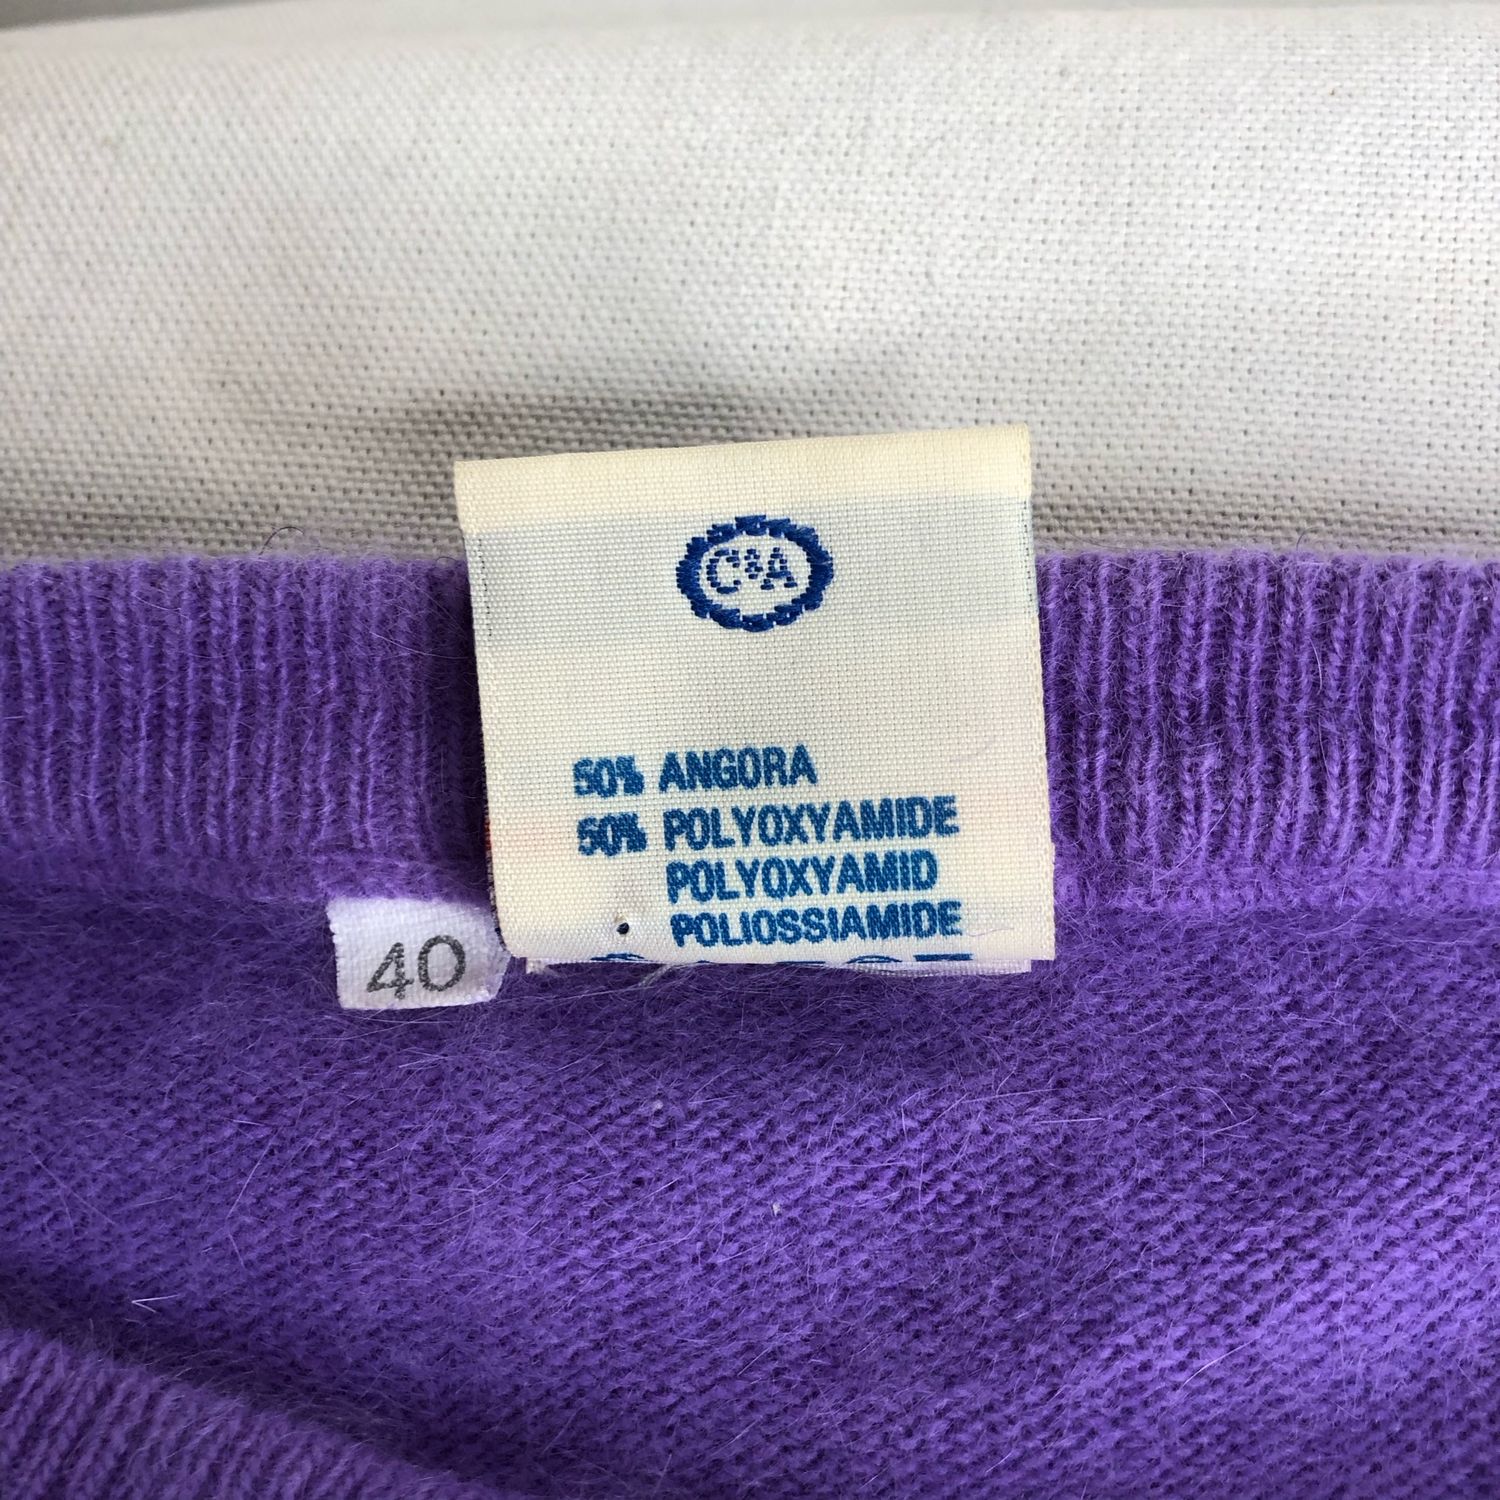 C&A
50% ANGORA
50% POLYOXYAMIDE
POLYOXYAMID
POLIOSSIAMIDE
40